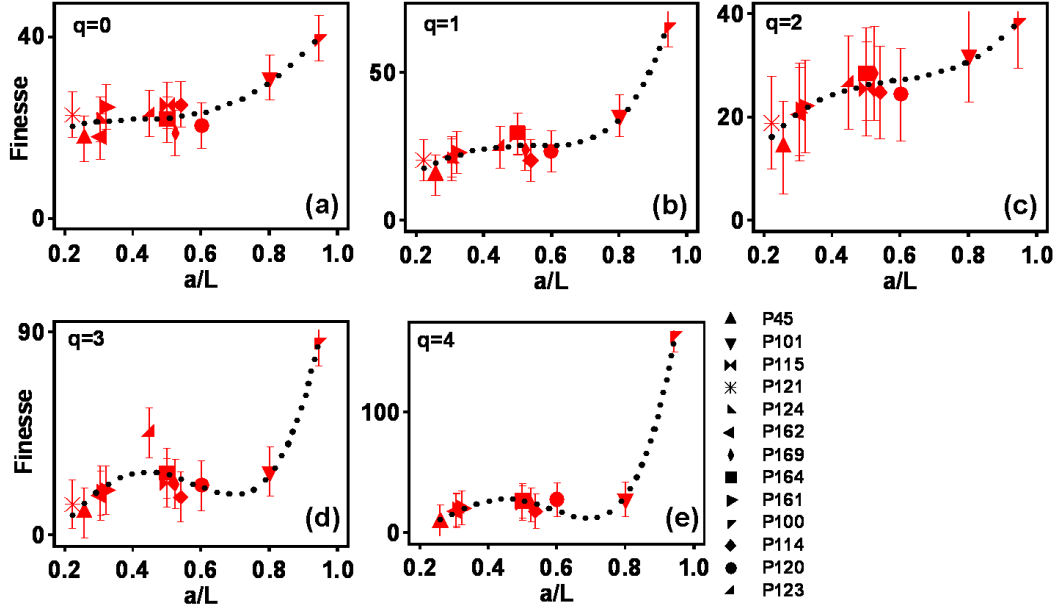 q=0
q=1
q=2
40
0
Finesse
(a)
0.2 0.4 0.6 0.8 1.0
a/L
50
0
(b)
0.2 0.4 0.6 0.8 1.0
a/L
40
20
0
(c)
0.2 0.4 0.6 0.8 1.0
a/L
q=3
q=4
90
0
Finesse
(d)
0.2 0.4 0.6 0.8 1.0
a/L
100
0
(e)
0.2 0.4 0.6 0.8 1.0
a/L
P45
P101
P115
P121
P124
P162
P169
P164
P161
P100
P114
P120
P123